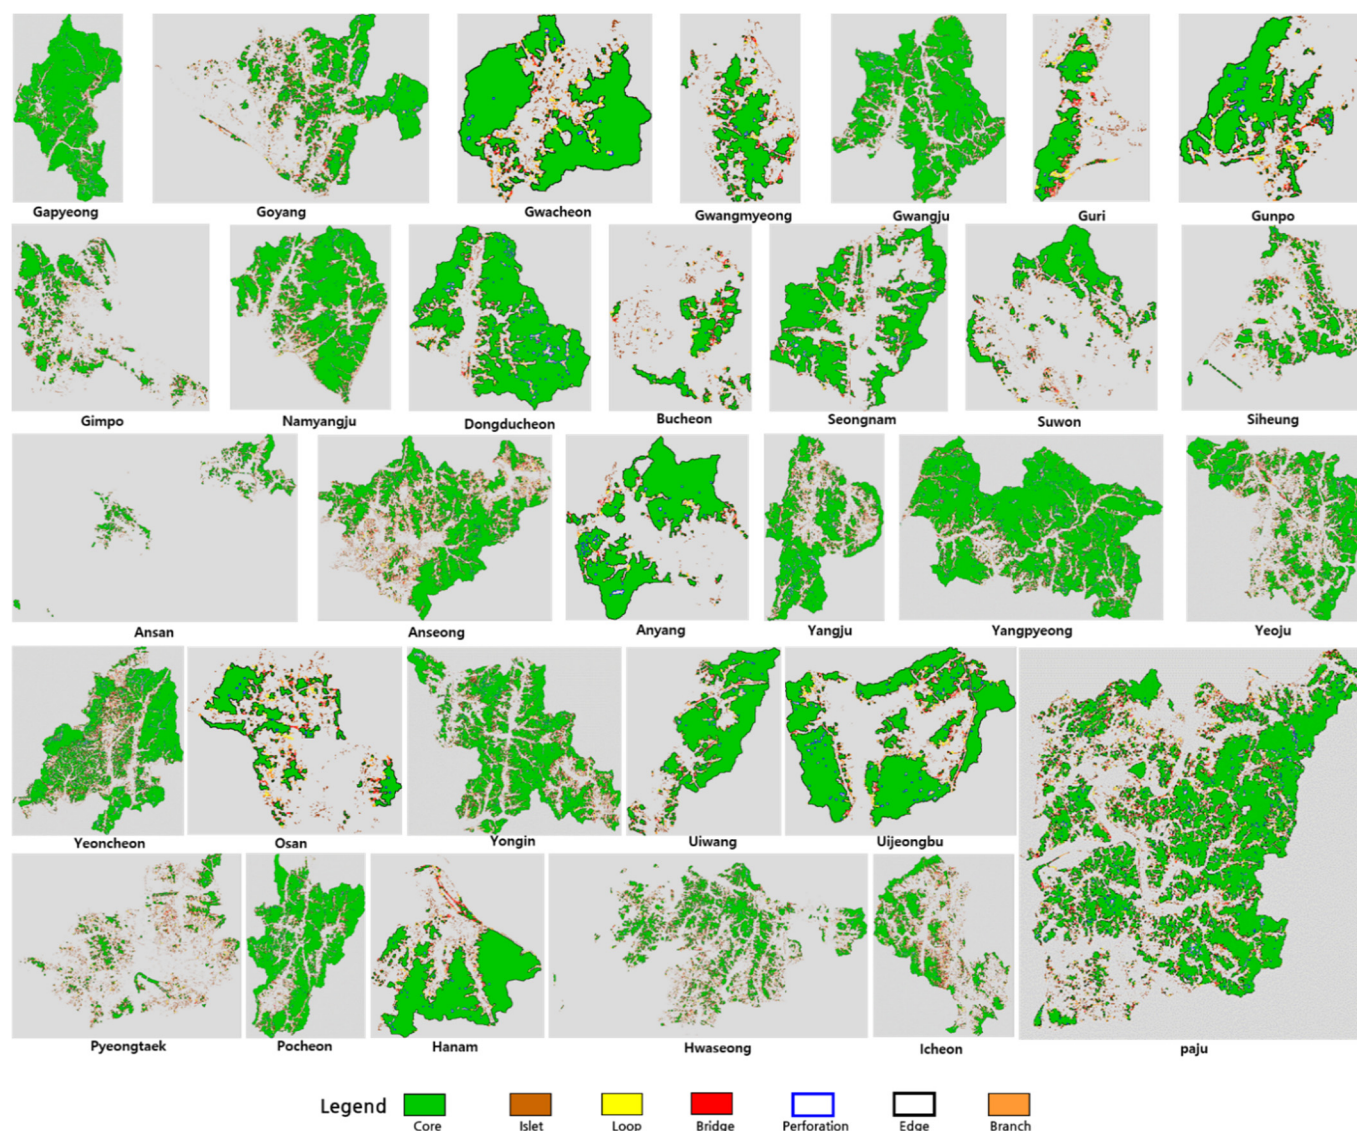 Gapyeong
Goyang
Gwacheon
Gwangmyeong
Gwangju
Guri
Gunpo
Gimpo
Namyangju
Dongducheon
Bucheon
Seongnam
Suwon
Siheung
Ansan
Anseong
Anyang
Yangju
Yangpyeong
Yeoju
Yeoncheon
Osan
Yongin
Uiwang
Uijeongbu
Pyeongtaek
Pocheon
Hanam
Hwaseong
Icheon
paju
Legend
Core
Islet
Loop
Bridge
Perforation
Edge
Branch